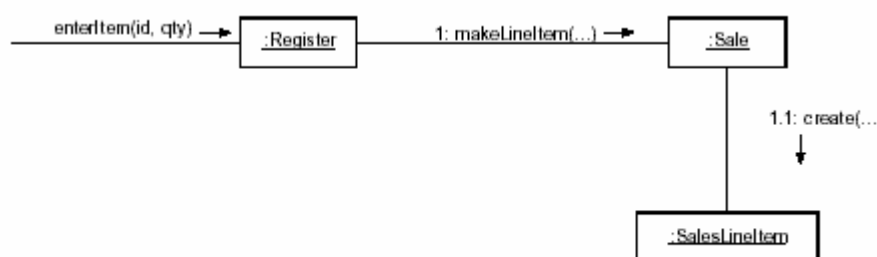 enterItem(id, qty)
:Register
1: makeLineItem(...)
:Sale
1.1: create(...
:SalesLineItem